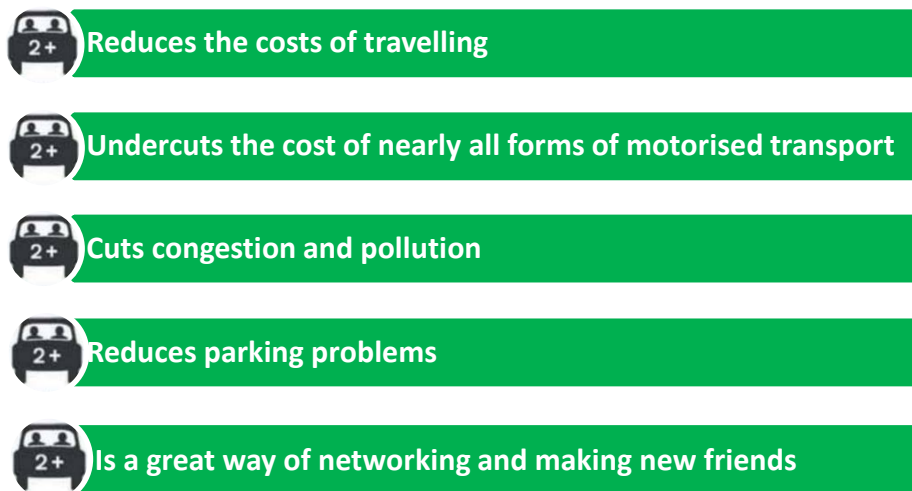 2+ Reduces the costs of travelling
2+ Undercuts the cost of nearly all forms of motorised transport
2+ Cuts congestion and pollution
2+ Reduces parking problems
2+ Is a great way of networking and making new friends